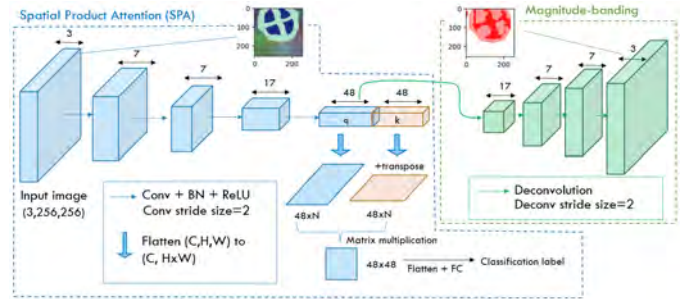 Spatial Product Attention (SPA)
Magnitude-banding
0
100
200
0
200
0
100
200
0
200
3
7
7
17
48
48
q
k
17
7
7
3
+transpose
Input image
(3,256,256)
Conv + BN + ReLU
Conv stride size=2
Flatten (C,H,W) to
(C, HxW)
48xN
48xN
Matrix multiplication
48x48
Flatten + FC
Classification label
Deconvolution
Deconv stride size=2